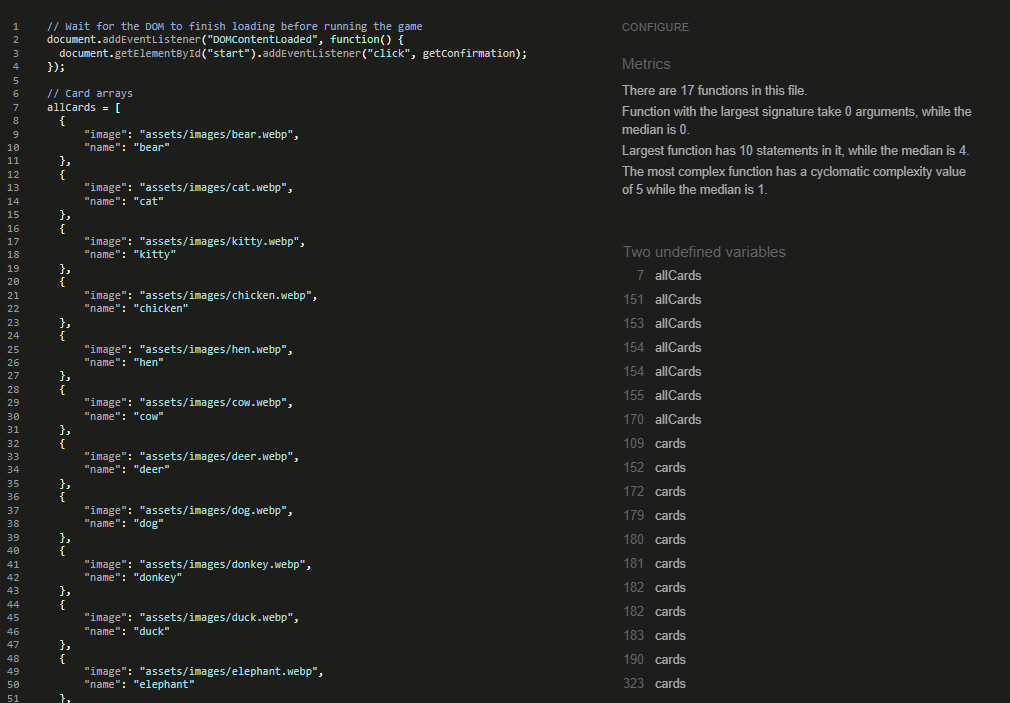 1 // Wait for the DOM to finish loading before running the game
2 document.addEventListener("DOMContentLoaded", function() {
3   document.getElementById("start").addEventListener("click", getConfirmation);
4 });
5
6 // Card arrays
7 allCards = [
8   {
9       "image": "assets/images/bear.webp",
10       "name": "bear"
11   },
12   {
13       "image": "assets/images/cat.webp",
14       "name": "cat"
15   },
16   {
17       "image": "assets/images/kitty.webp",
18       "name": "kitty"
19   },
20   {
21       "image": "assets/images/chicken.webp",
22       "name": "chicken"
23   },
24   {
25       "image": "assets/images/hen.webp",
26       "name": "hen"
27   },
28   {
29       "image": "assets/images/cow.webp",
30       "name": "cow"
31   },
32   {
33       "image": "assets/images/deer.webp",
34       "name": "deer"
35   },
36   {
37       "image": "assets/images/dog.webp",
38       "name": "dog"
39   },
40   {
41       "image": "assets/images/donkey.webp",
42       "name": "donkey"
43   },
44   {
45       "image": "assets/images/duck.webp",
46       "name": "duck"
47   },
48   {
49       "image": "assets/images/elephant.webp",
50       "name": "elephant"
51   },
CONFIGURE
Metrics
There are 17 functions in this file.
Function with the largest signature take 0 arguments, while the
median is 0.
Largest function has 10 statements in it, while the median is 4.
The most complex function has a cyclomatic complexity value
of 5 while the median is 1.
Two undefined variables
7 allCards
151 allCards
153 allCards
154 allCards
154 allCards
155 allCards
170 allCards
109 cards
152 cards
172 cards
179 cards
180 cards
181 cards
182 cards
182 cards
183 cards
190 cards
323 cards